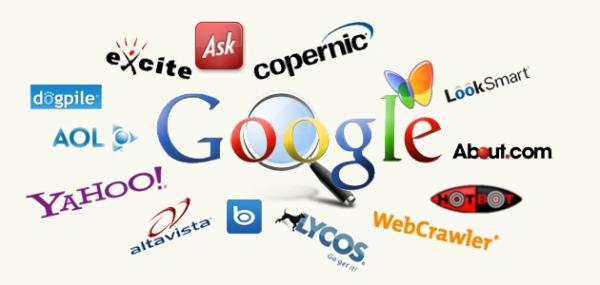 excite
Ask
copernic
LookSmart
dogpile
Google
AOL
About.com
YAHOO!
HOTBOT
altavista
b
LYCOS
Go get it!
WebCrawler